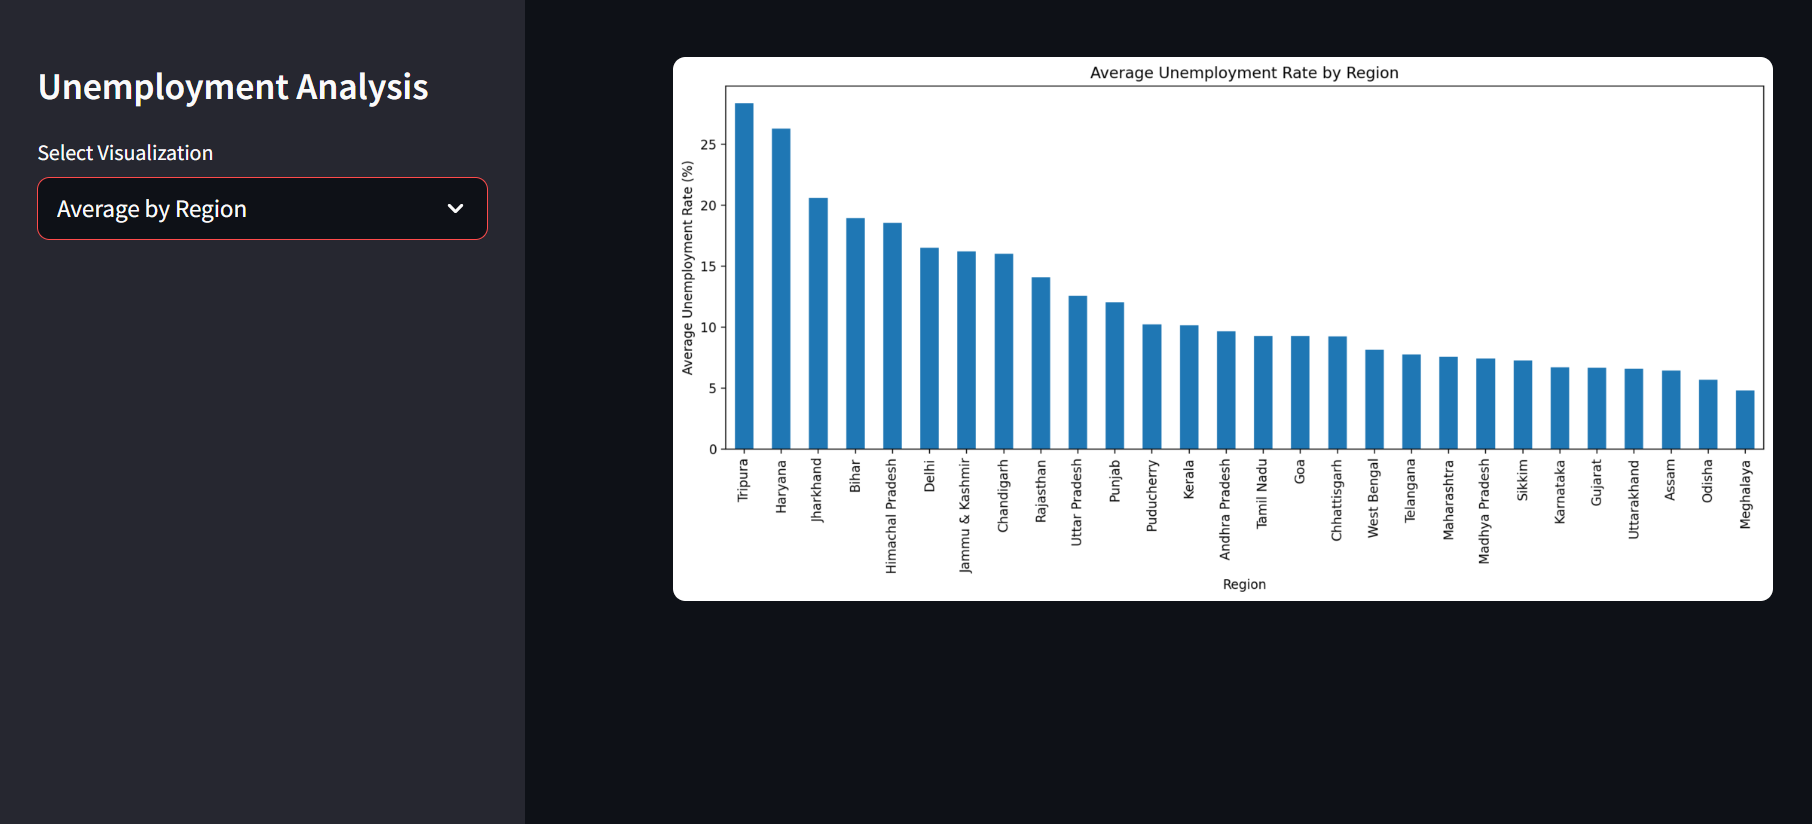 Unemployment Analysis
Select Visualization
Average by Region
Average Unemployment Rate by Region
Average Unemployment Rate (%)
25
20
15
10
5
0
Tripura
Haryana
Jharkhand
Bihar
Himachal Pradesh
Delhi
Jammu & Kashmir
Chandigarh
Rajasthan
Uttar Pradesh
Punjab
Puducherry
Kerala
Andhra Pradesh
Tamil Nadu
Goa
Chhattisgarh
West Bengal
Telangana
Maharashtra
Madhya Pradesh
Sikkim
Karnataka
Gujarat
Uttarakhand
Assam
Odisha
Meghalaya
Region